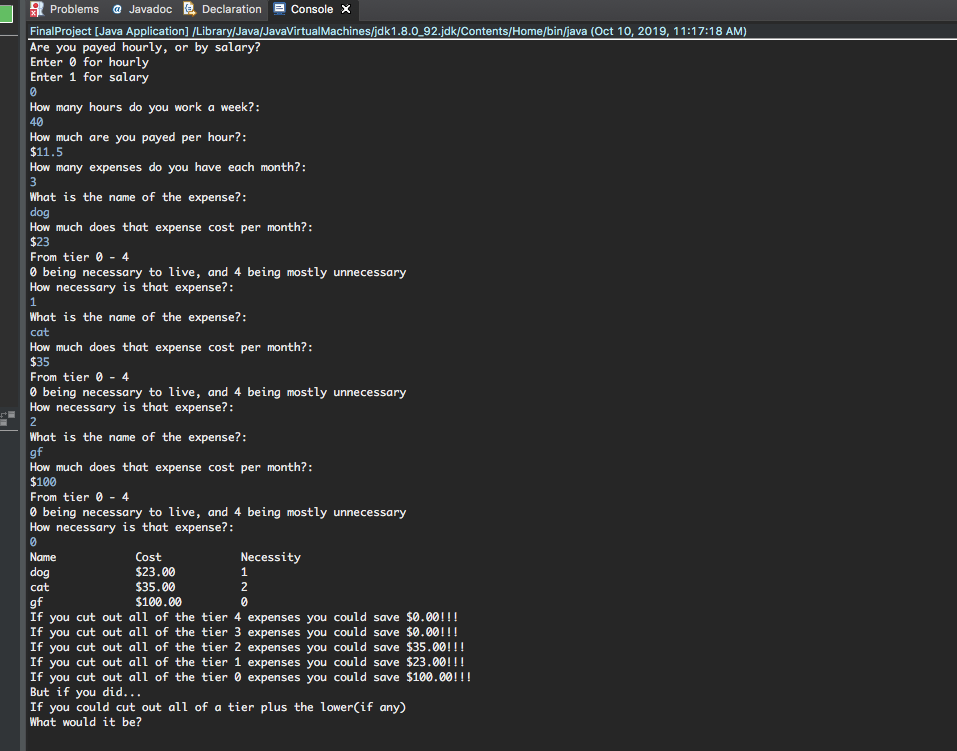 Problems @ Javadoc Declaration Console
FinalProject [Java Application] /Library/Java/JavaVirtualMachines/jdk1.8.0_92.jdk/Contents/Home/bin/java (Oct 10, 2019, 11:17:18 AM)
Are you payed hourly, or by salary?
Enter 0 for hourly
Enter 1 for salary
0
How many hours do you work a week?:
40
How much are you payed per hour?:
$11.5
How many expenses do you have each month?:
3
What is the name of the expense?:
dog
How much does that expense cost per month?:
$23
From tier 0 - 4
0 being necessary to live, and 4 being mostly unnecessary
How necessary is that expense?:
1
What is the name of the expense?:
cat
How much does that expense cost per month?:
$35
From tier 0 - 4
0 being necessary to live, and 4 being mostly unnecessary
How necessary is that expense?:
2
What is the name of the expense?:
gf
How much does that expense cost per month?:
$100
From tier 0 - 4
0 being necessary to live, and 4 being mostly unnecessary
How necessary is that expense?:
0
Name Cost Necessity
dog $23.00 1
cat $35.00 2
gf $100.00 0
If you cut out all of the tier 4 expenses you could save $0.00!!!
If you cut out all of the tier 3 expenses you could save $0.00!!!
If you cut out all of the tier 2 expenses you could save $35.00!!!
If you cut out all of the tier 1 expenses you could save $23.00!!!
If you cut out all of the tier 0 expenses you could save $100.00!!!
But if you did...
If you could cut out all of a tier plus the lower(if any)
What would it be?